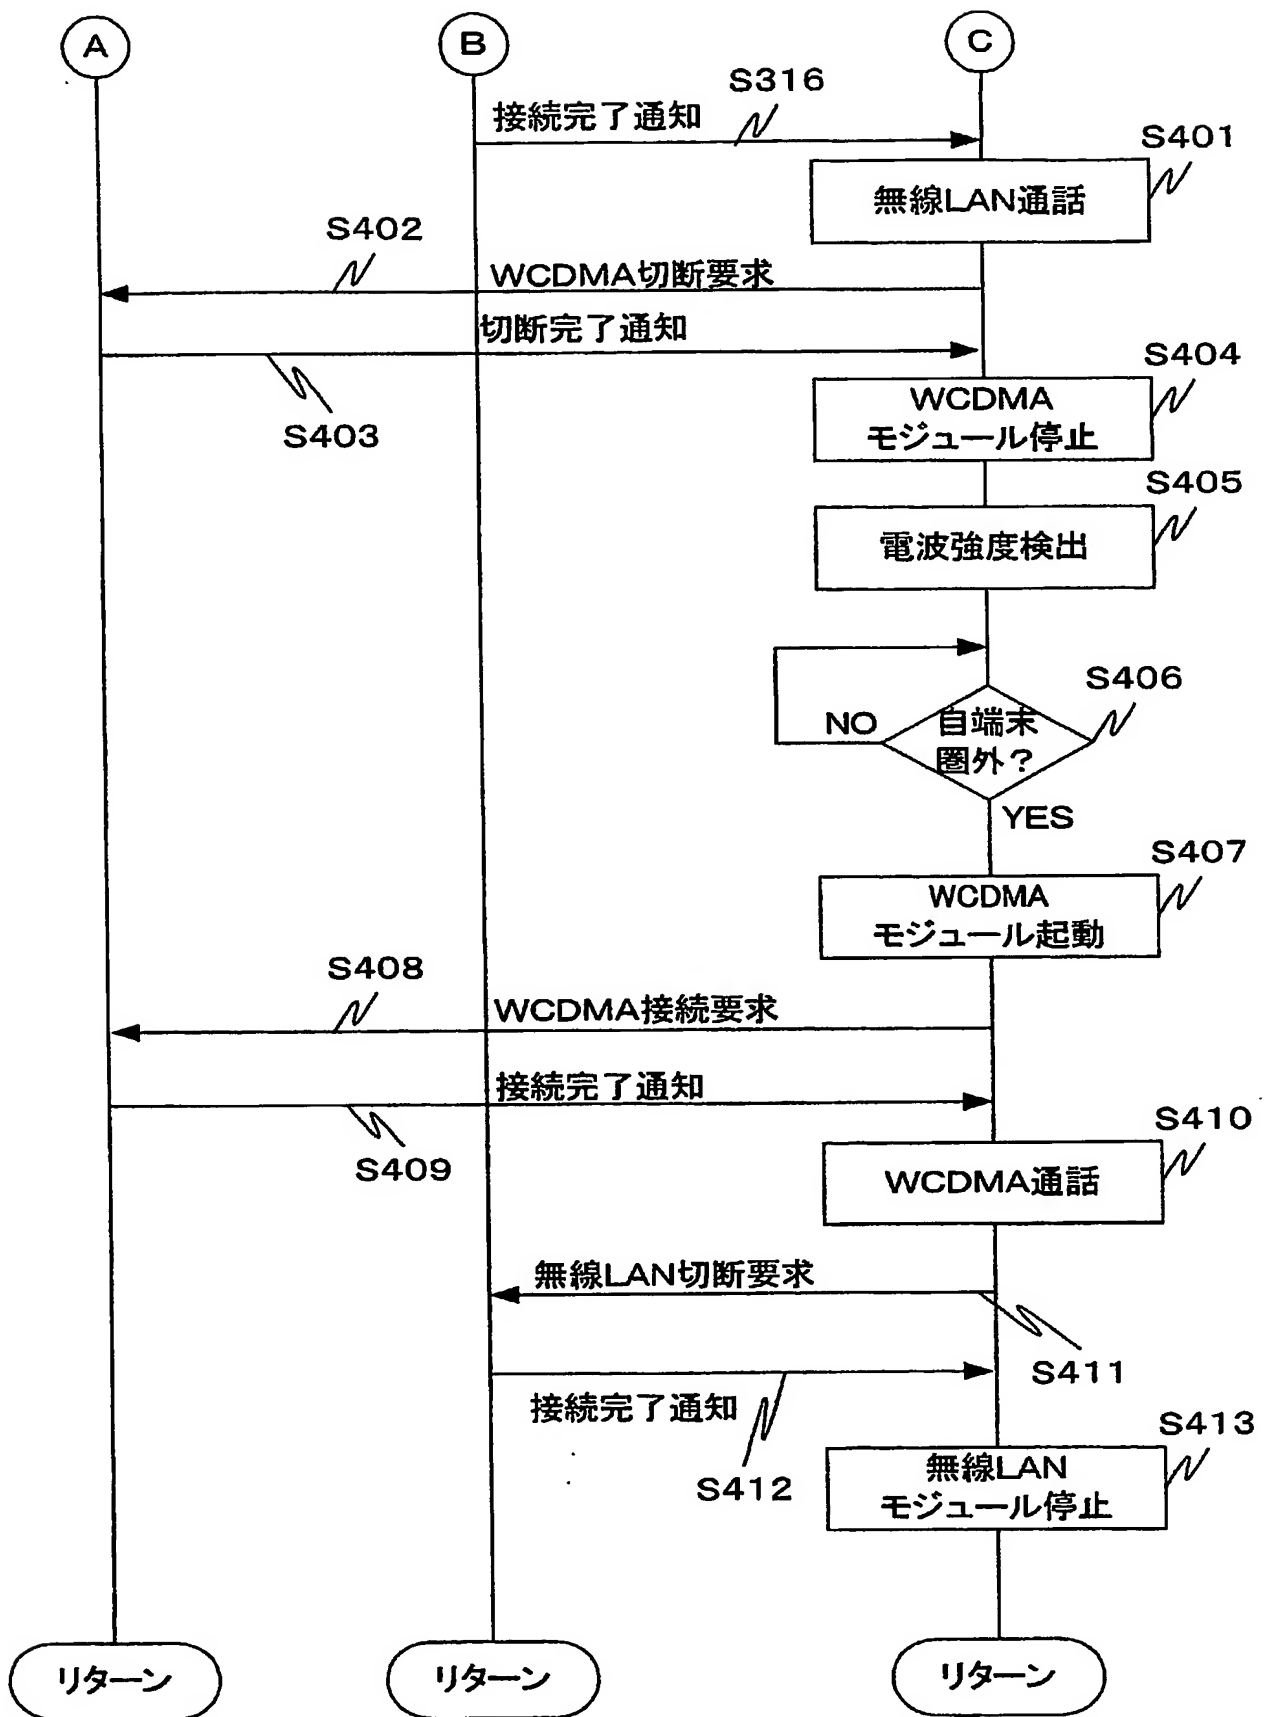 A
B
C
S316
接続完了通知
S401
無線LAN通話
S402
WCDMA切断要求
切断完了通知
S403
S404
WCDMA
モジュール停止
S405
電波強度検出
S406
NO
自端末
圏外?
YES
S407
WCDMA
モジュール起動
S408
WCDMA接続要求
接続完了通知
S409
S410
WCDMA通話
無線LAN切断要求
S411
接続完了通知
S412
S413
無線LAN
モジュール停止
リターン
リターン
リターン